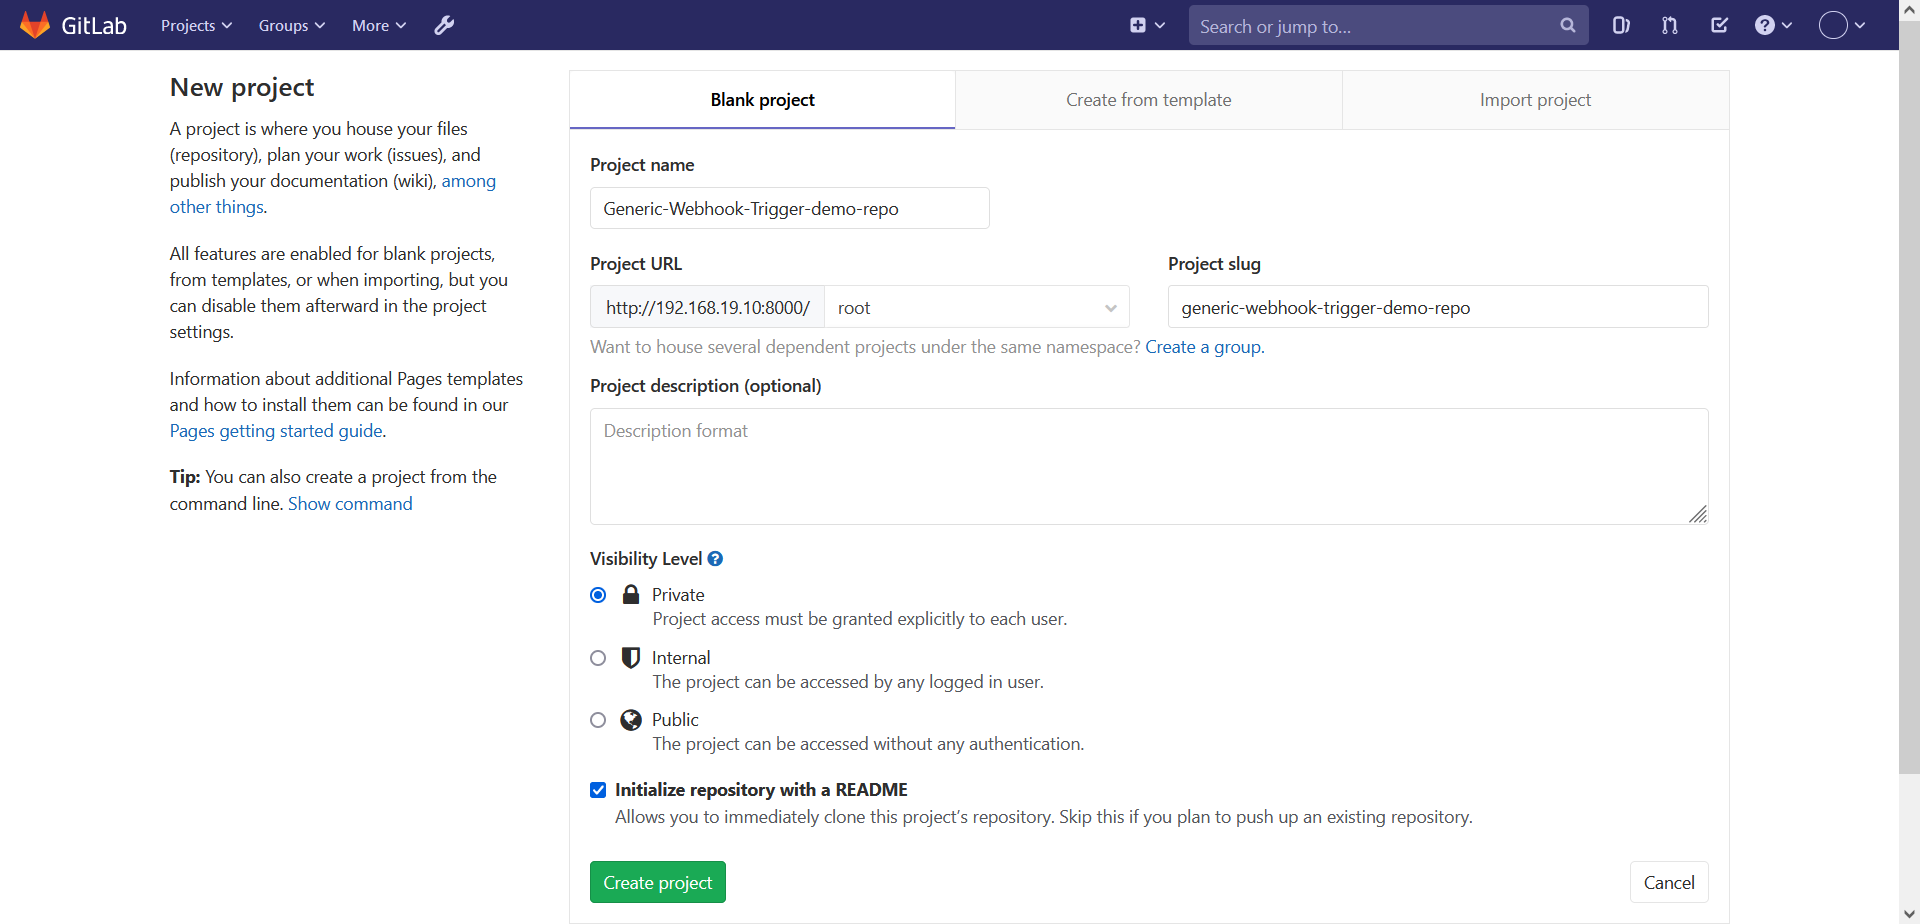 GitLab Projects Groups More Search or jump to...
New project
A project is where you house your files
(repository), plan your work (issues), and
publish your documentation (wiki), among
other things.
All features are enabled for blank projects,
from templates, or when importing, but you
can disable them afterward in the project
settings.
Information about additional Pages templates
and how to install them can be found in our
Pages getting started guide.
Tip: You can also create a project from the
command line. Show command
Blank project Create from template Import project
Project name
Generic-Webhook-Trigger-demo-repo
Project URL Project slug
http://192.168.19.10:8000/ root generic-webhook-trigger-demo-repo
Want to house several dependent projects under the same namespace? Create a group.
Project description (optional)
Description format
Visibility Level
Private
Project access must be granted explicitly to each user.
Internal
The project can be accessed by any logged in user.
Public
The project can be accessed without any authentication.
Initialize repository with a README
Allows you to immediately clone this project's repository. Skip this if you plan to push up an existing repository.
Create project Cancel